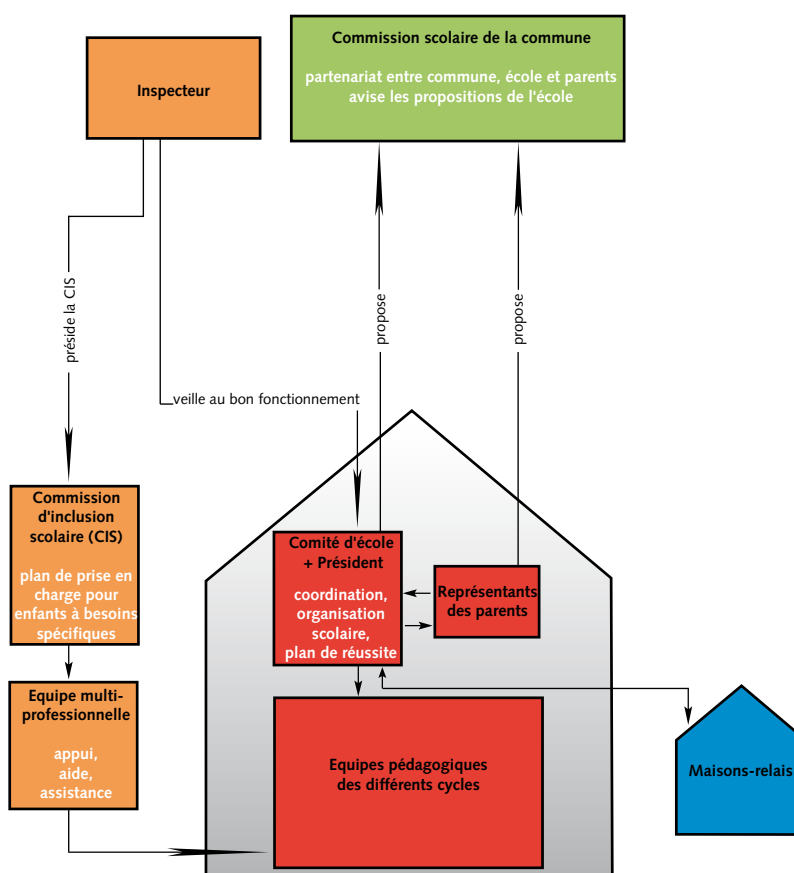 Inspecteur
Commission scolaire de la commune
partenariat entre commune, école et parents
avise les propositions de l'école
préside la CIS
propose
propose
veille au bon fonctionnement
Commission
d'inclusion
scolaire (CIS)
plan de prise en
charge pour
enfants à besoins
spécifiques
Comité d'école
+ Président
coordination,
organisation
scolaire,
plan de réussite
Représentants
des parents
Equipe multi-
professionnelle
appui,
aide,
assistance
Equipes pédagogiques
des différents cycles
Maisons-relais